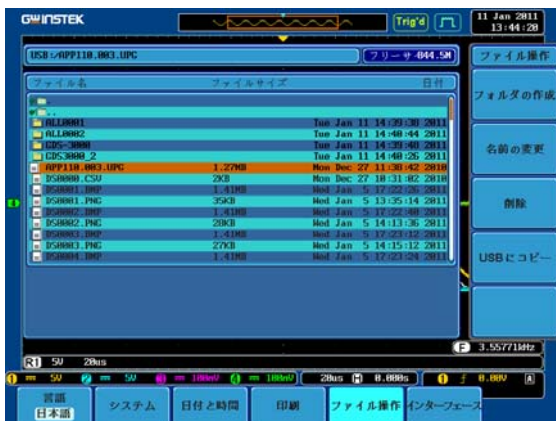 GWINSTEK
Trig'd
11 Jan 2011
13:44:20
USB:/APP110.003.UPG
フリーサ-844.5M
ファイル操作
ファイル名 ファイルサイズ 日付
..
ALL0001 Tue Jan 11 14:39:30 2011
ALL0002 Tue Jan 11 14:40:44 2011
GDS-3000 Tue Jan 11 14:39:40 2011
GDS3000_2 Tue Jan 11 14:40:26 2011
APP110.003.UPG 1.27MB Mon Dec 27 11:38:42 2010
DS0000.CSV 2KB Mon Dec 27 10:31:02 2010
DS0001.BMP 1.41MB Wed Jan 5 17:22:26 2011
DS0001.PNG 35KB Wed Jan 5 13:35:14 2011
DS0002.BMP 1.41MB Wed Jan 5 17:22:40 2011
DS0002.PNG 28KB Wed Jan 5 14:13:36 2011
DS0003.BMP 1.41MB Wed Jan 5 17:23:12 2011
DS0003.PNG 27KB Wed Jan 5 14:15:12 2011
DS0004.BMP 1.41MB Wed Jan 5 17:23:24 2011
フォルダの作成
名前の変更
削除
USBにコピー
F 3.55771kHz
R1 5V 20us
1 5V 2 5V 3 100mV 4 100mV 20us H 0.000s 1 0.00V A
言語
日本語
システム
日付と時間
印刷
ファイル操作
インターフェース